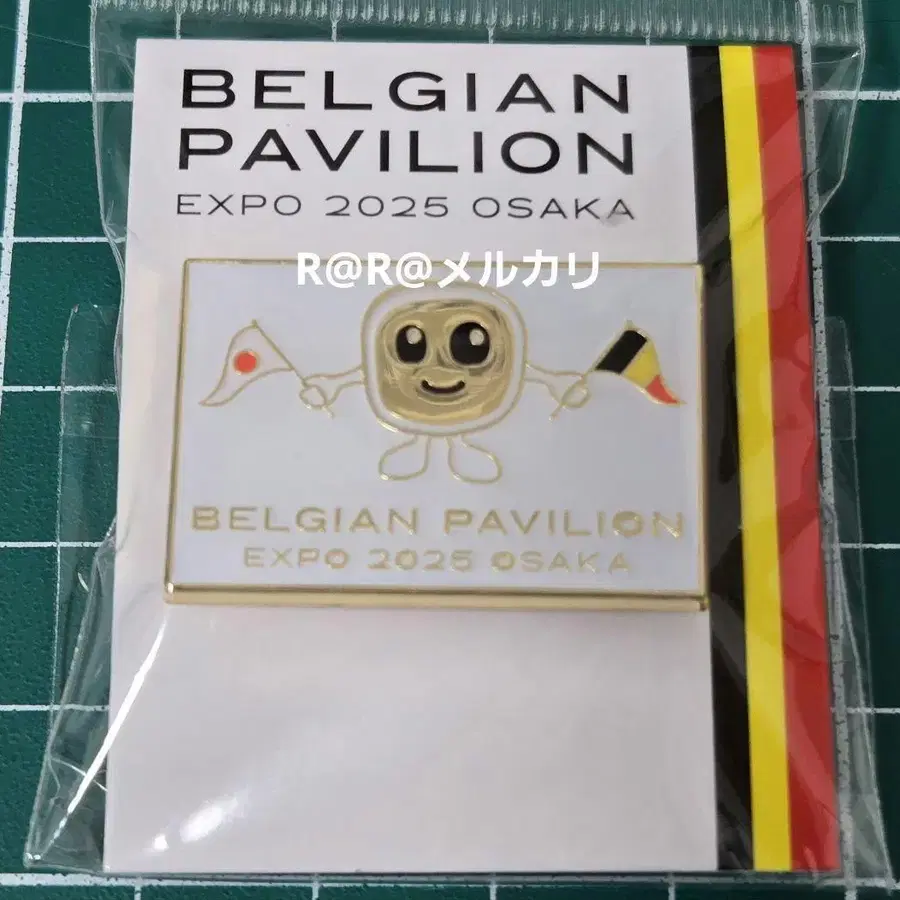 BELGIAN
PAVILION
EXPO 2025 OSAKA
R@R@メルカリ
BELGIAN PAVILION
EXPO 2025 OSAKA